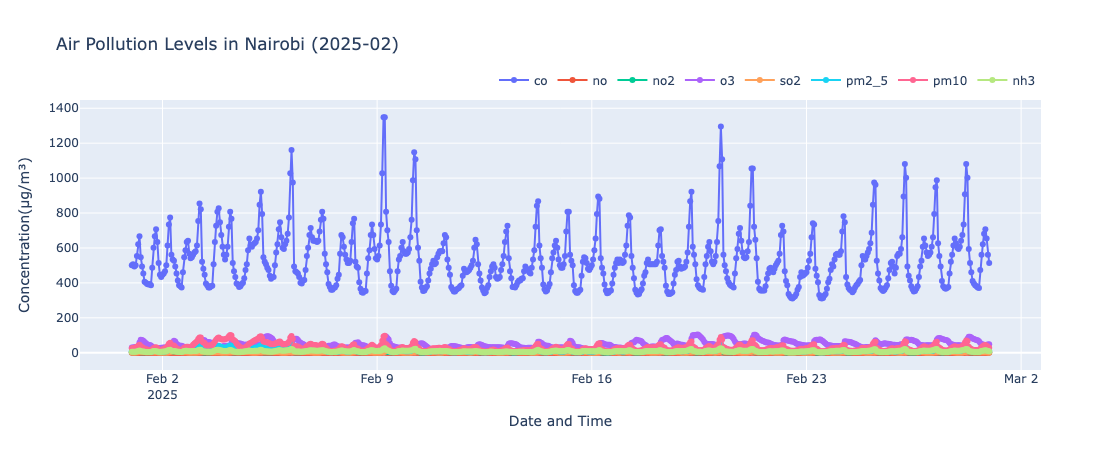 Air Pollution Levels in Nairobi (2025-02)
co no no2 o3 so2 pm2_5 pm10 nh3
1400
1200
1000
800
600
400
200
0
Concentration(µg/m³)
Feb 2 Feb 9 Feb 16 Feb 23 Mar 2
2025
Date and Time